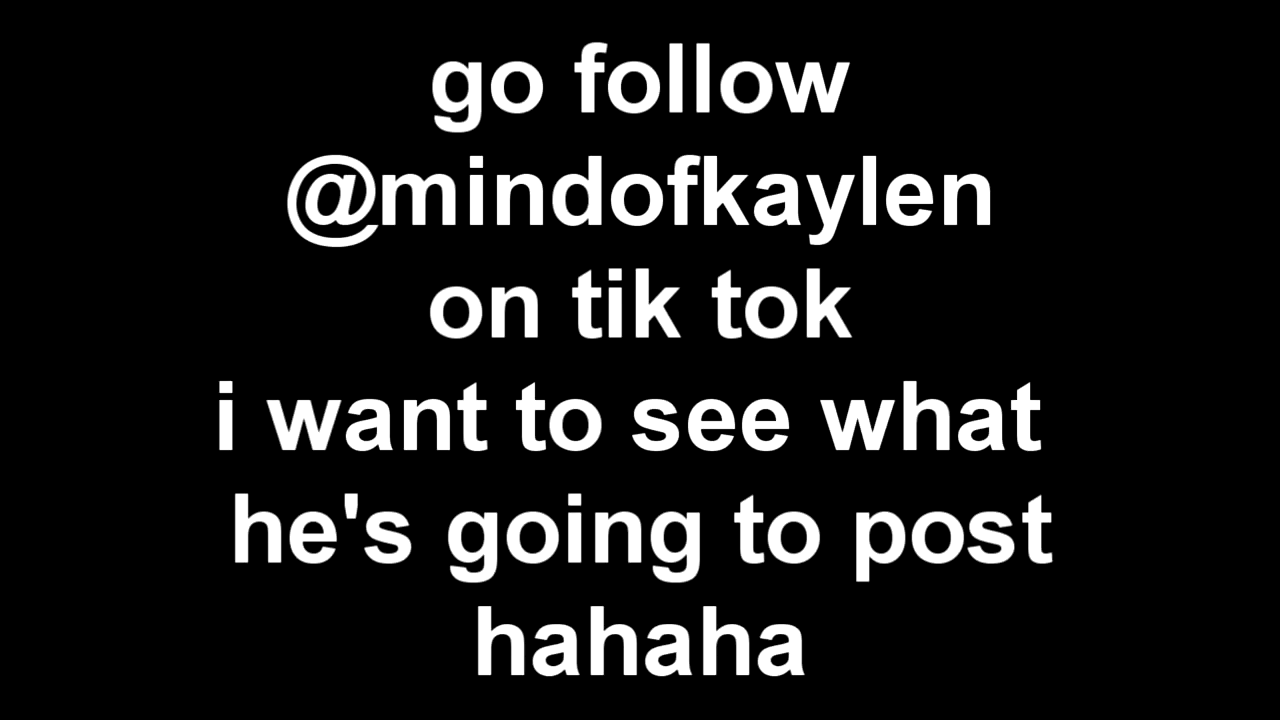 go follow
@mindofkaylen
on tik tok
i want to see what
he's going to post
hahaha